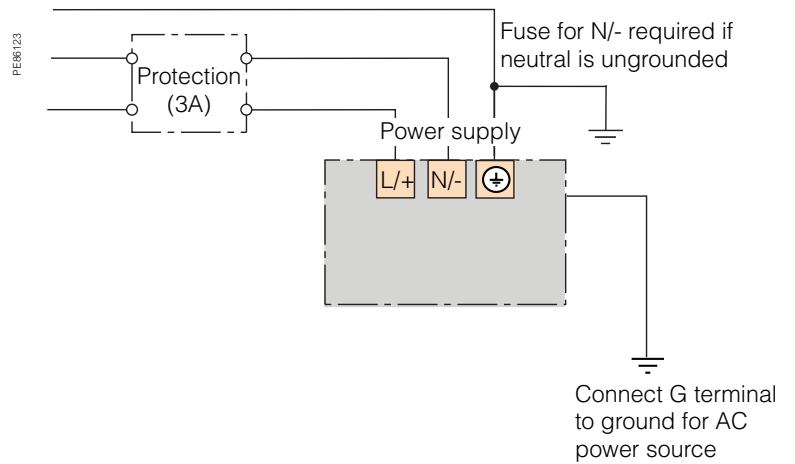 PE86123
Fuse for N/- required if
neutral is ungrounded
Protection
(3A)
Power supply
L/+
N/-
Connect G terminal
to ground for AC
power source